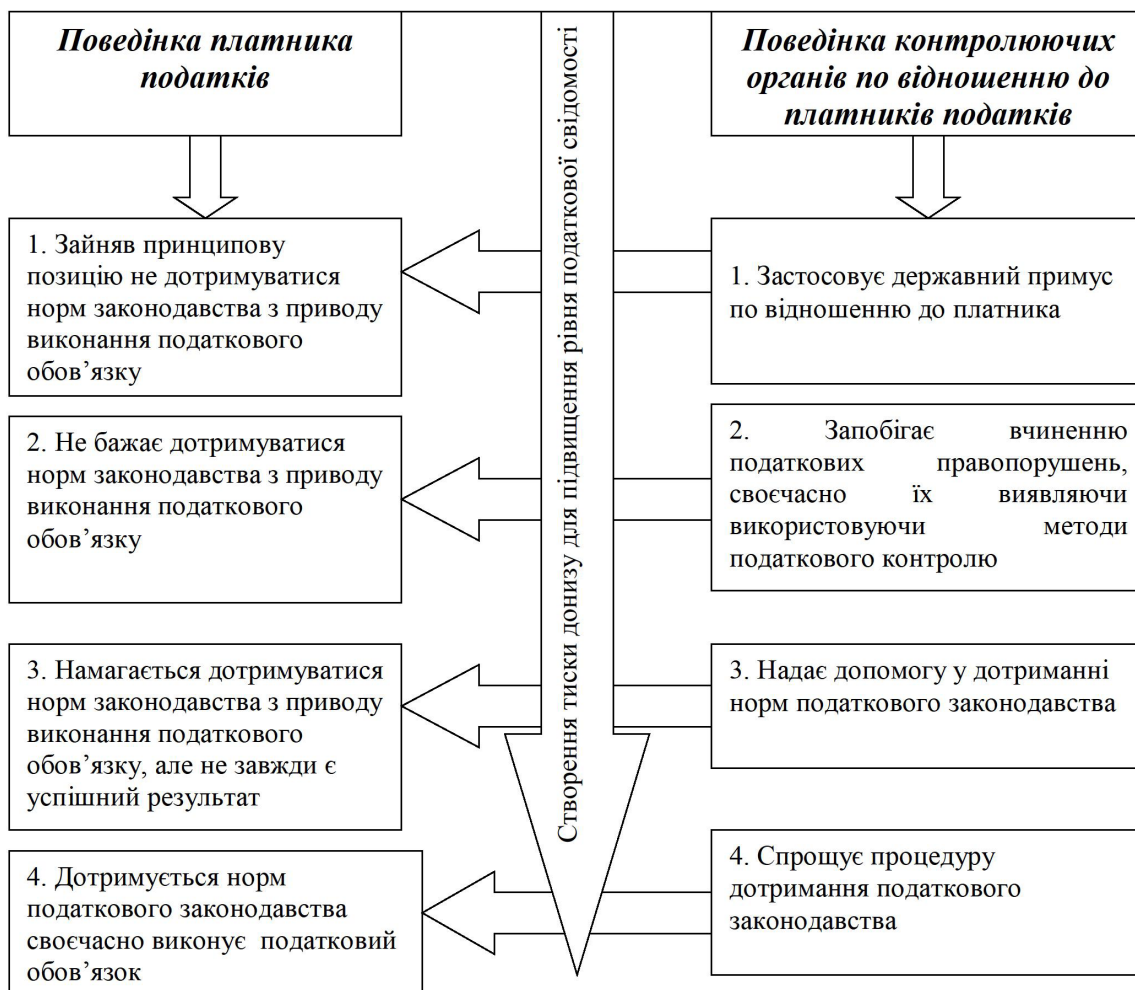 Поведінка платника
податків
Поведінка контролюючих
органів по відношенню до
платників податків
Створення тиски донизу для підвищення рівня податкової свідомості
1. Зайняв принципову
позицію не дотримуватися
норм законодавства з приводу
виконання податкового
обов’язку
1. Застосовує державний примус
по відношенню до платника
2. Не бажає дотримуватися
норм законодавства з приводу
виконання податкового
обов’язку
2. Запобігає вчиненню
податкових правопорушень,
своєчасно їх виявляючи
використовуючи методи
податкового контролю
3. Намагається дотримуватися
норм законодавства з приводу
виконання податкового
обов’язку, але не завжди є
успішний результат
3. Надає допомогу у дотриманні
норм податкового законодавства
4. Дотримується норм
податкового законодавства
своєчасно виконує податковий
обов’язок
4. Спрощує процедуру
дотримання податкового
законодавства